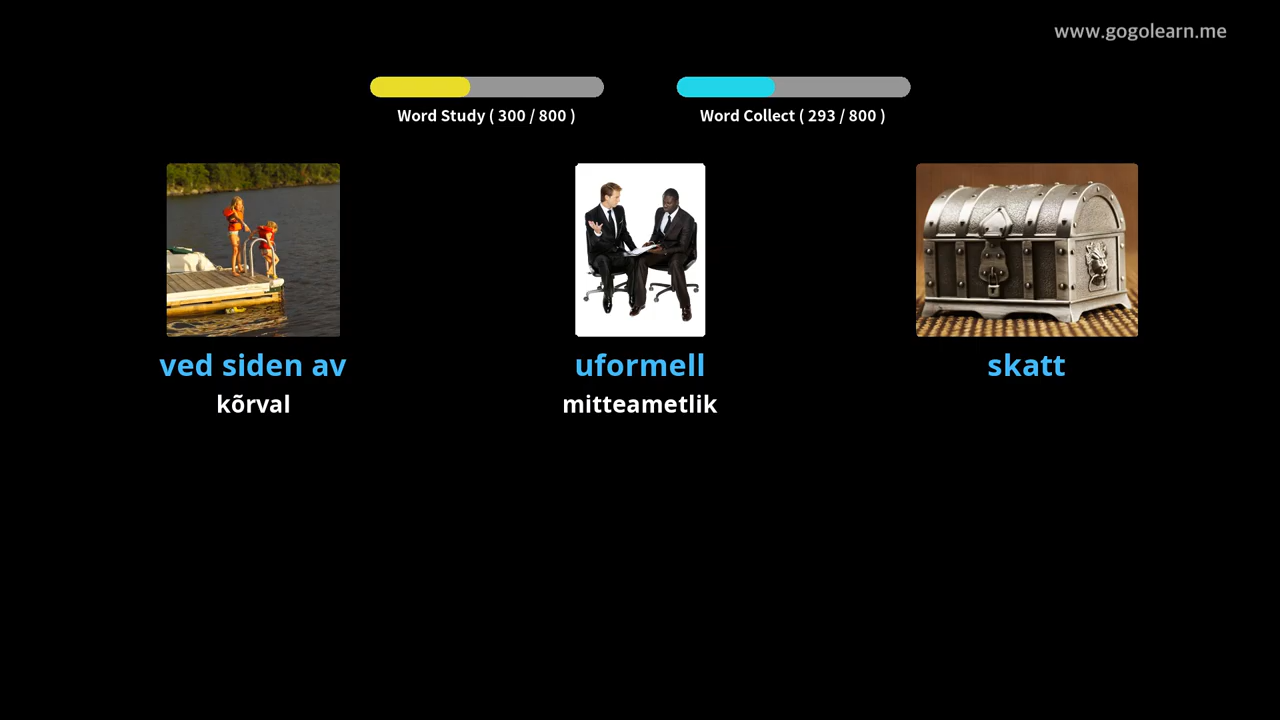 www.gogolearn.me
Word Study ( 300 / 800 )
Word Collect ( 293 / 800 )
ved siden av
kõrval
uformell
mitteametlik
skatt